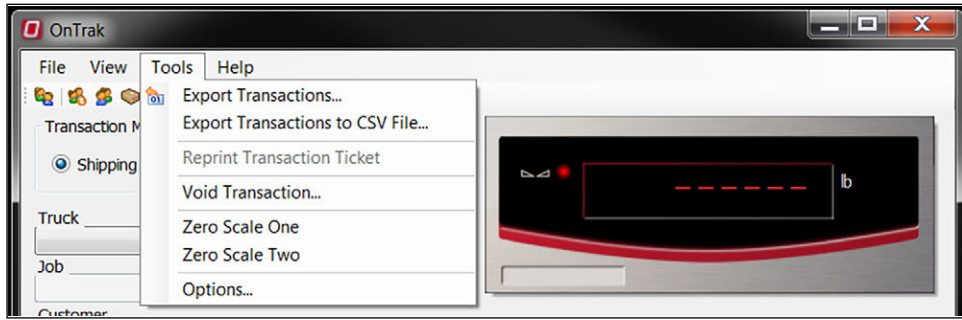 OnTrak
File View Tools Help
Export Transactions...
Export Transactions to CSV File...
Reprint Transaction Ticket
Void Transaction...
Zero Scale One
Zero Scale Two
Options...
Transaction M
Shipping
Truck
Job
Customer
------ lb